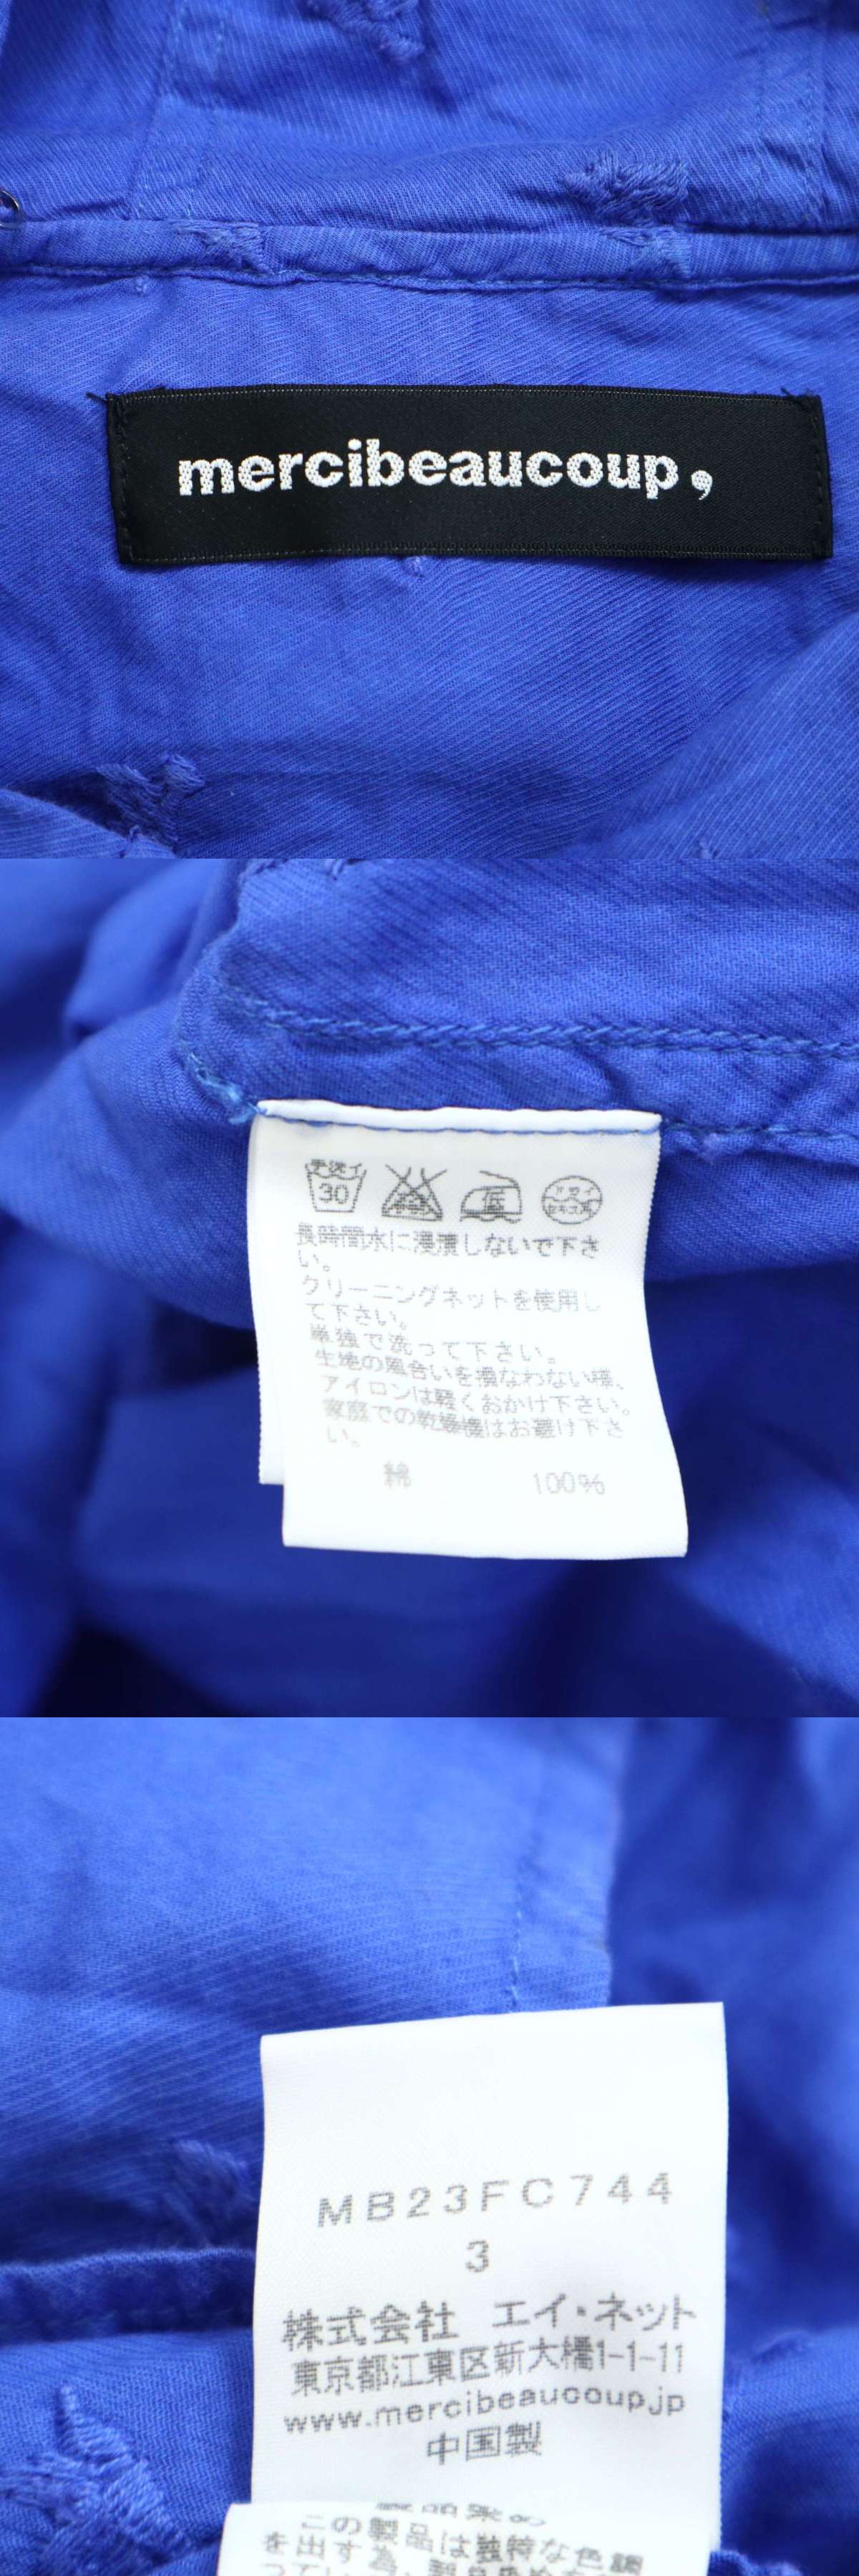 mercibeaucoup,
手洗イ
30
長時間水に浸漬しないで下さ
い。
クリーニングネットを使用し
て下さい。
単独で洗って下さい。
生地の風合いを損なわない様、
アイロンは軽くおかけ下さい。
家庭での乾燥機はお避け下さ
い。
綿 100%
MB23FC744
3
株式会社 エイ・ネット
東京都江東区新大橋1-1-11
www.mercibeaucoup.jp
中国製
この製品は独特な色調
を出す為、